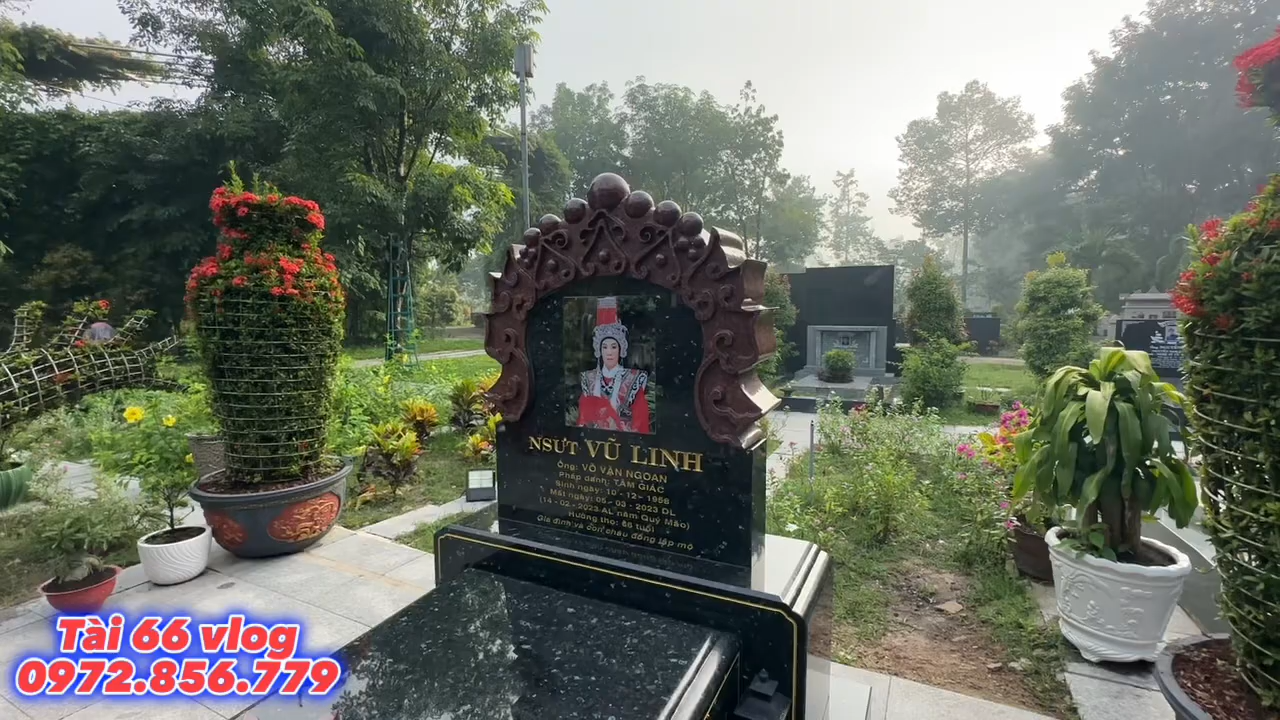 NSƯT VŨ LINH
Ông: VÕ VĂN NGOAN
Pháp danh: TÂM GIÁC
Sinh ngày: 10 - 12 - 1958
Mất ngày: 05 - 03 - 2023 DL
(14 - 02 - 2023 AL năm Quý Mão)
Hưởng thọ: 66 tuổi
Gia đình và con cháu đồng lập mộ
Tài 66 vlog
0972.856.779